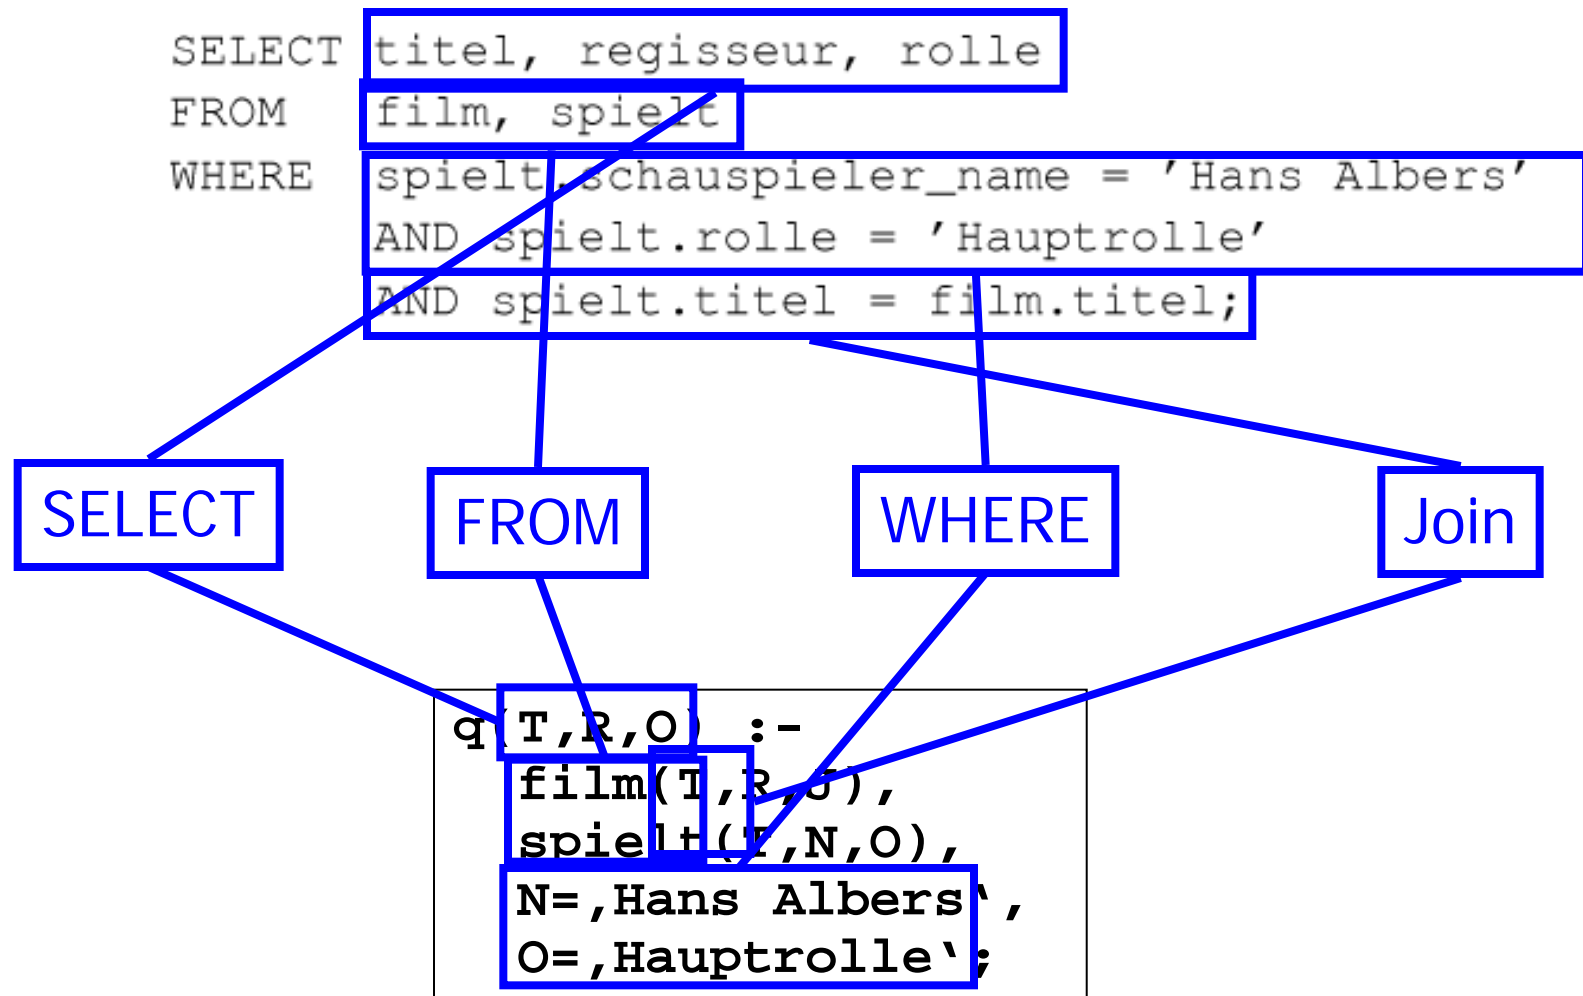 SELECT titel, regisseur, rolle
FROM film, spielt
WHERE spielt.schauspieler_name = ’Hans Albers’
AND spielt.rolle = ’Hauptrolle’
AND spielt.titel = film.titel;
SELECT
FROM
WHERE
Join
q(T,R,O) :-
film(T,R,J),
spielt(T,N,O),
N=‚Hans Albers‘,
O=‚Hauptrolle‘;